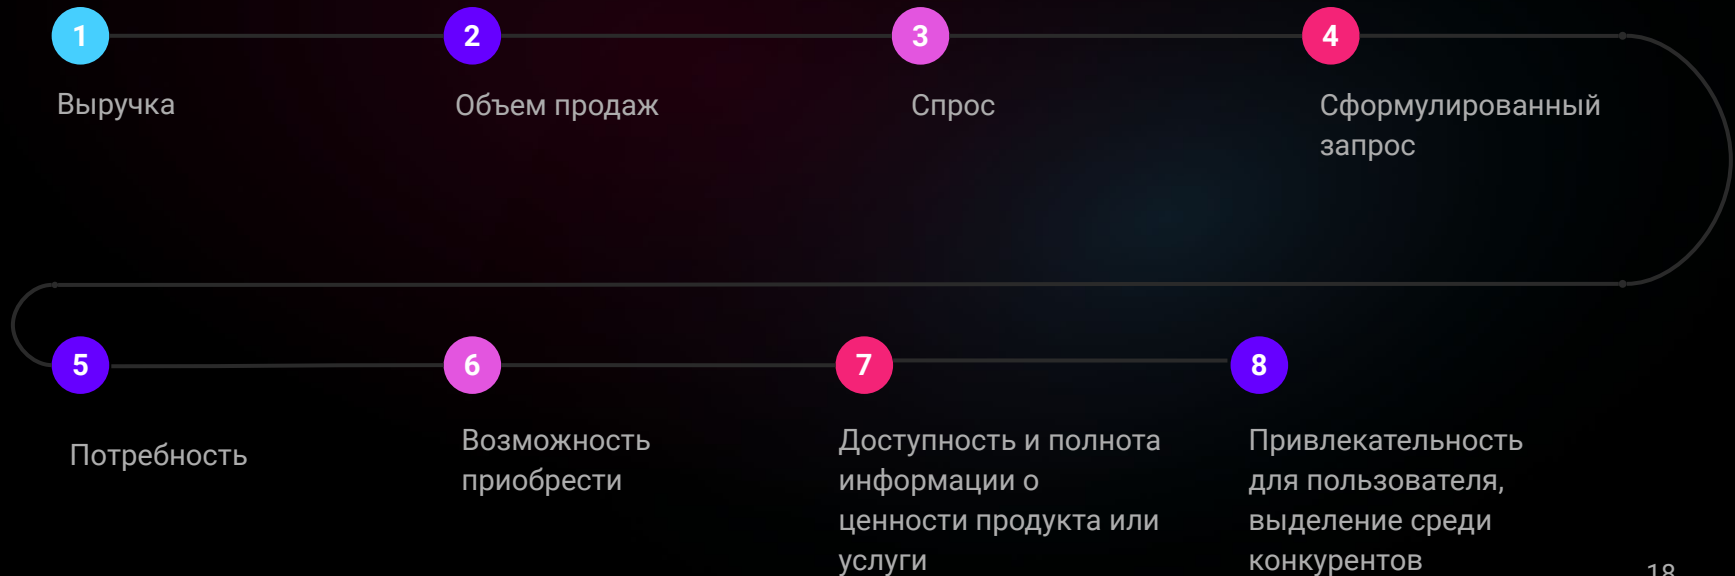 1
2
3
4
Выручка
Объем продаж
Спрос
Сформулированный
запрос
5
6
7
8
Потребность
Возможность
приобрести
Доступность и полнота
информации о
ценности продукта или
услуги
Привлекательность
для пользователя,
выделение среди
конкурентов
18